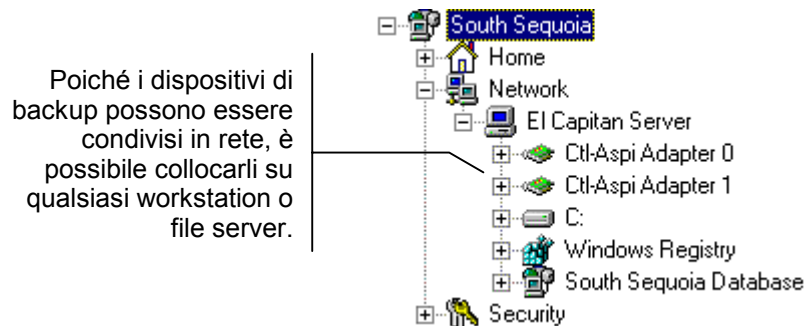 Poiché i dispositivi di
backup possono essere
condivisi in rete, è
possibile collocarli su
qualsiasi workstation o
file server.
South Sequoia
Home
Network
El Capitan Server
Ctl-Aspi Adapter 0
Ctl-Aspi Adapter 1
C:
Windows Registry
South Sequoia Database
Security